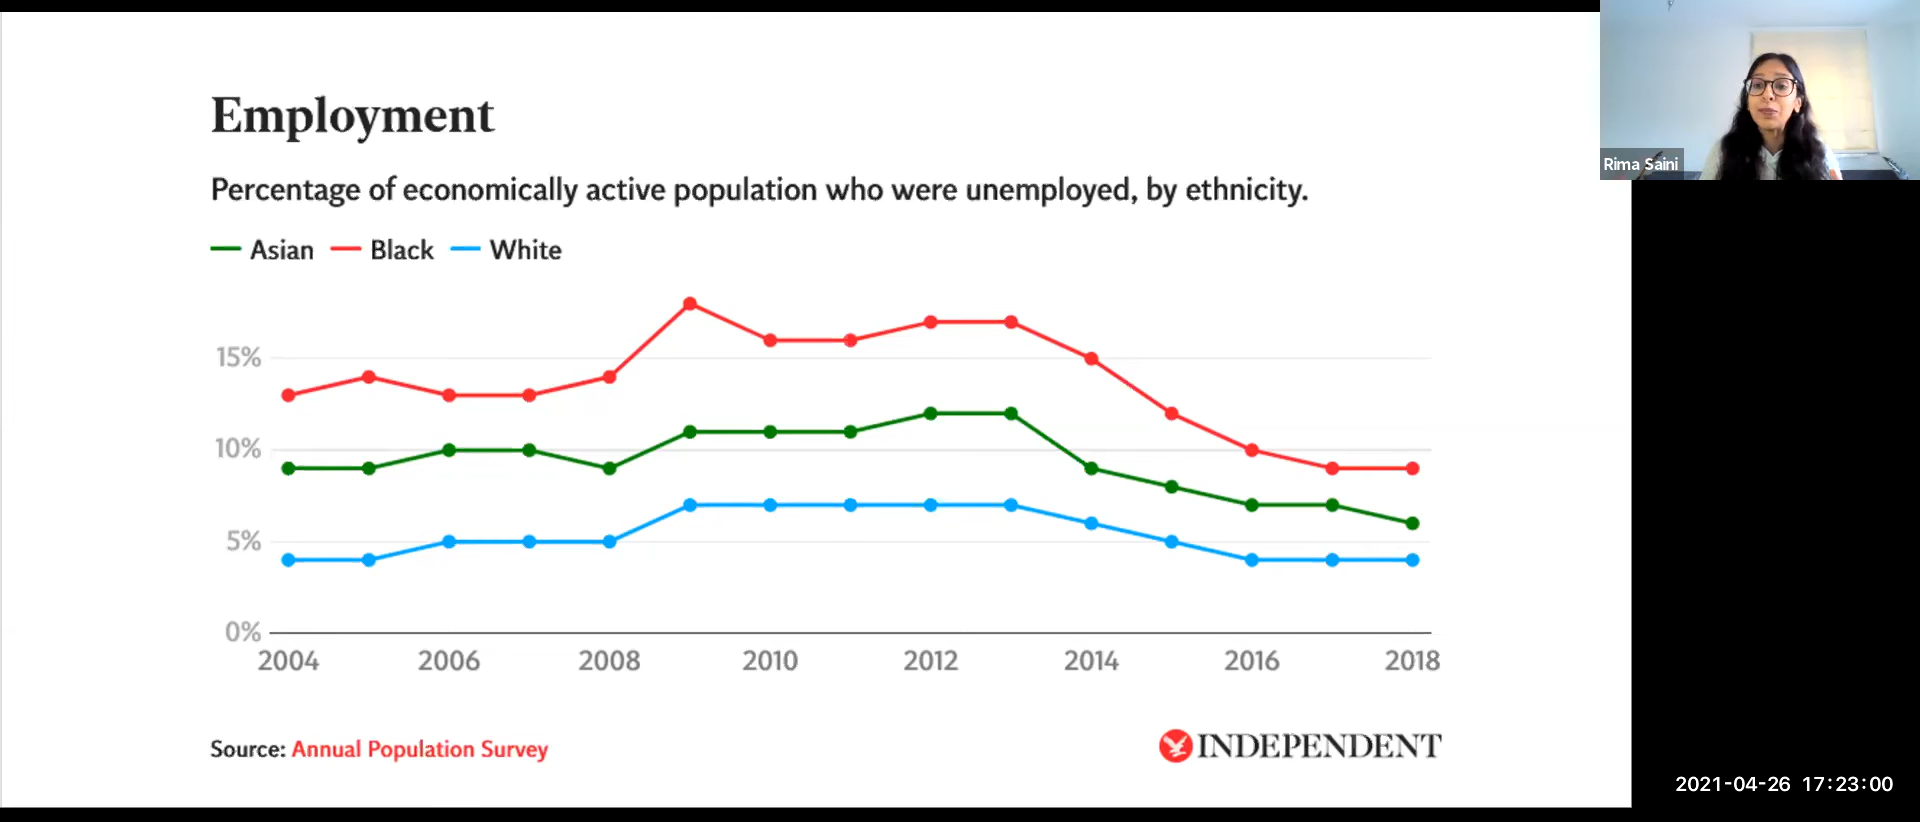 Employment
Percentage of economically active population who were unemployed, by ethnicity.
Asian Black White
15%
10%
5%
0%
2004 2006 2008 2010 2012 2014 2016 2018
Source: Annual Population Survey
INDEPENDENT
Rima Saini
2021-04-26 17:23:00